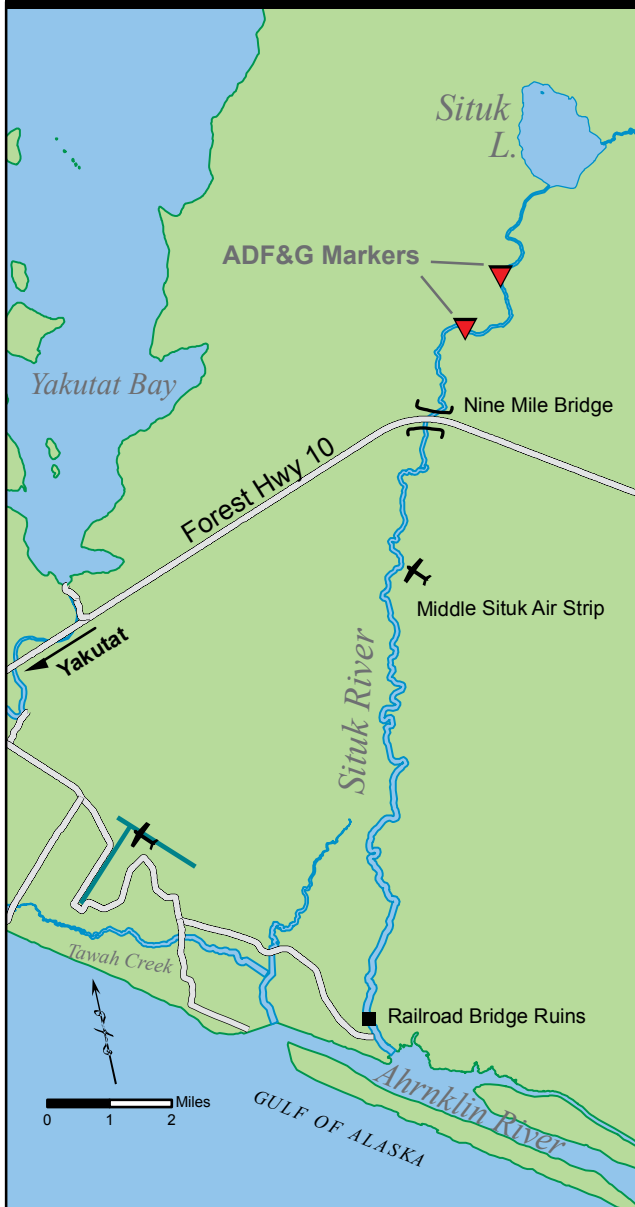 Situk
L.
ADF&G Markers
Yakutat Bay
Nine Mile Bridge
Forest Hwy 10
Middle Situk Air Strip
Yakutat
Situk River
Tawah Creek
Railroad Bridge Ruins
Ahrnklin River
Miles
0 1 2
GULF OF ALASKA